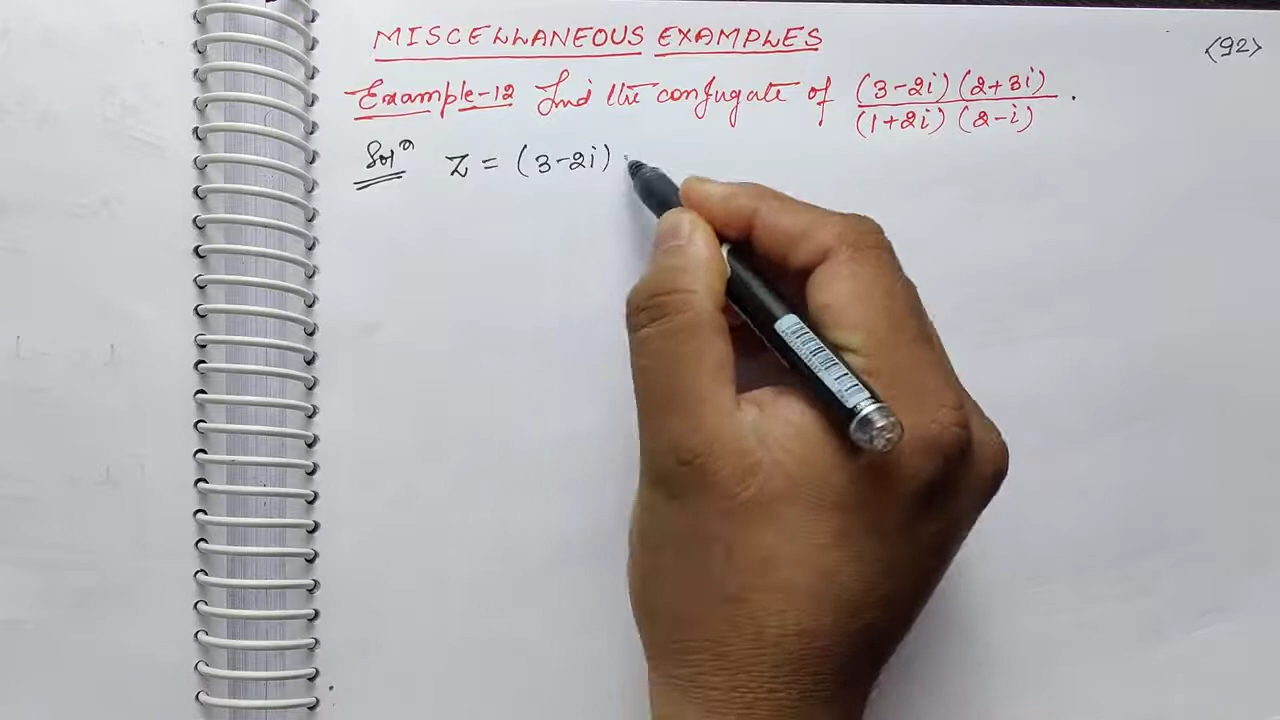 MISCELLANEOUS EXAMPLES
<92>
Example-12 Find the conjugate of (3-2i)(2+3i) / (1+2i)(2-i).
Solⁿ Z = (3-2i)